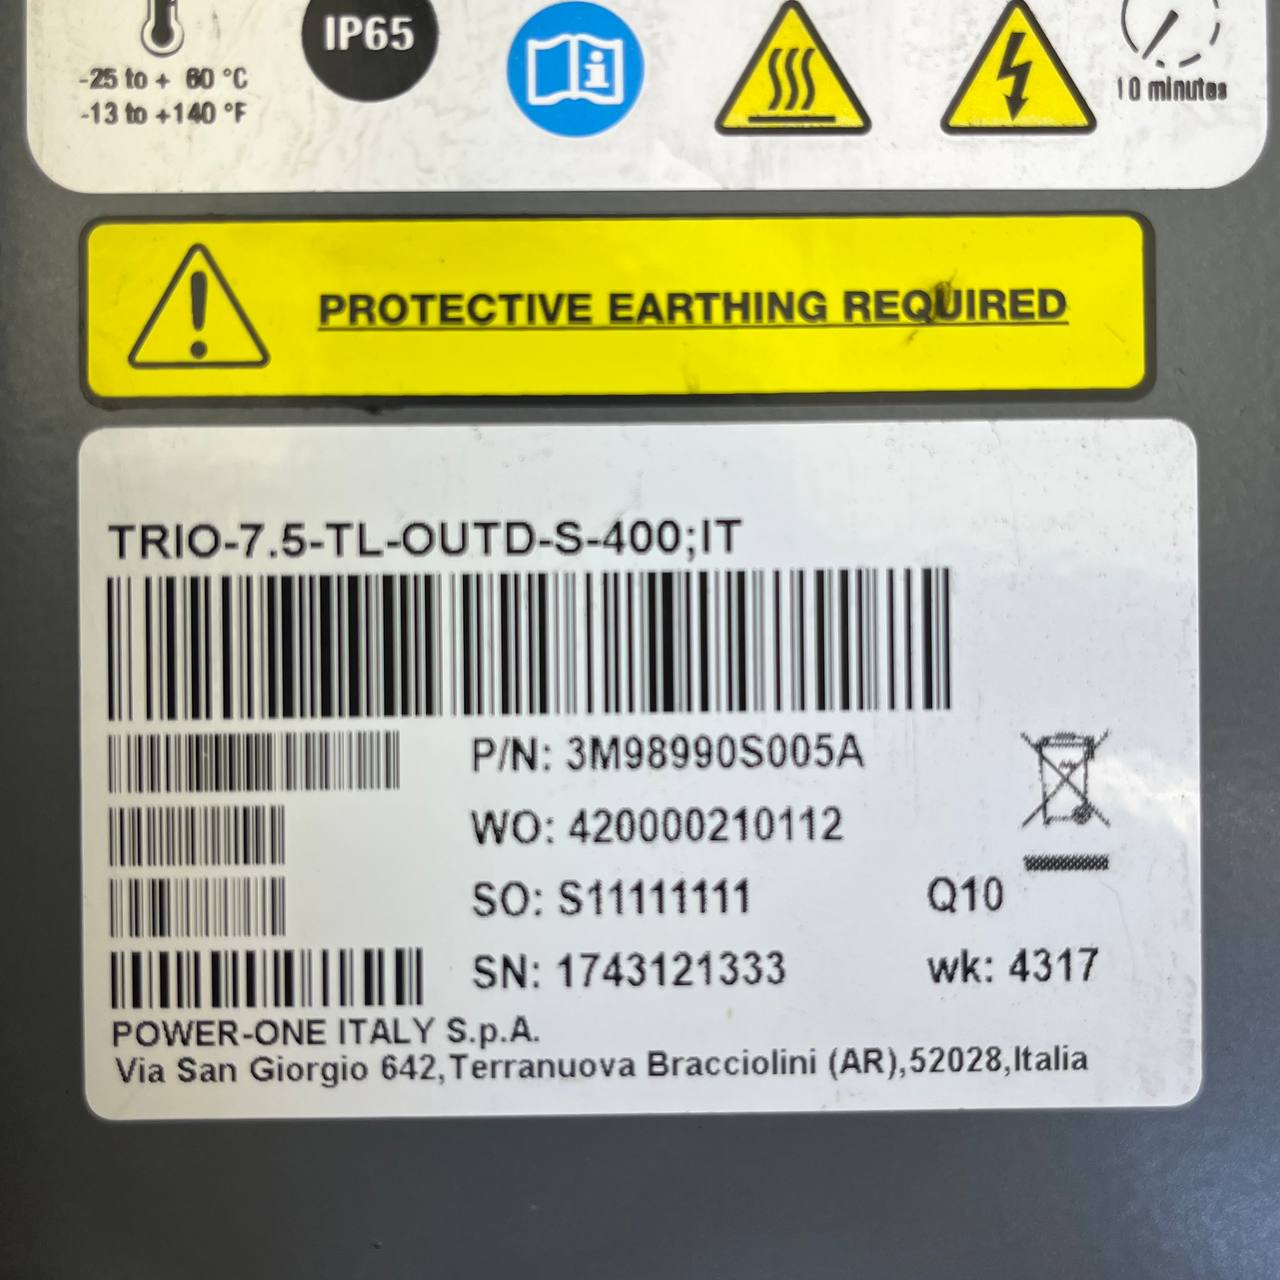 -25 to + 60 °C
-13 to +140 °F
IP65
i
10 minutes
PROTECTIVE EARTHING REQUIRED
TRIO-7.5-TL-OUTD-S-400;IT
P/N: 3M98990S005A
WO: 420000210112
SO: S11111111
Q10
SN: 1743121333
wk: 4317
POWER-ONE ITALY S.p.A.
Via San Giorgio 642,Terranuova Bracciolini (AR),52028,Italia